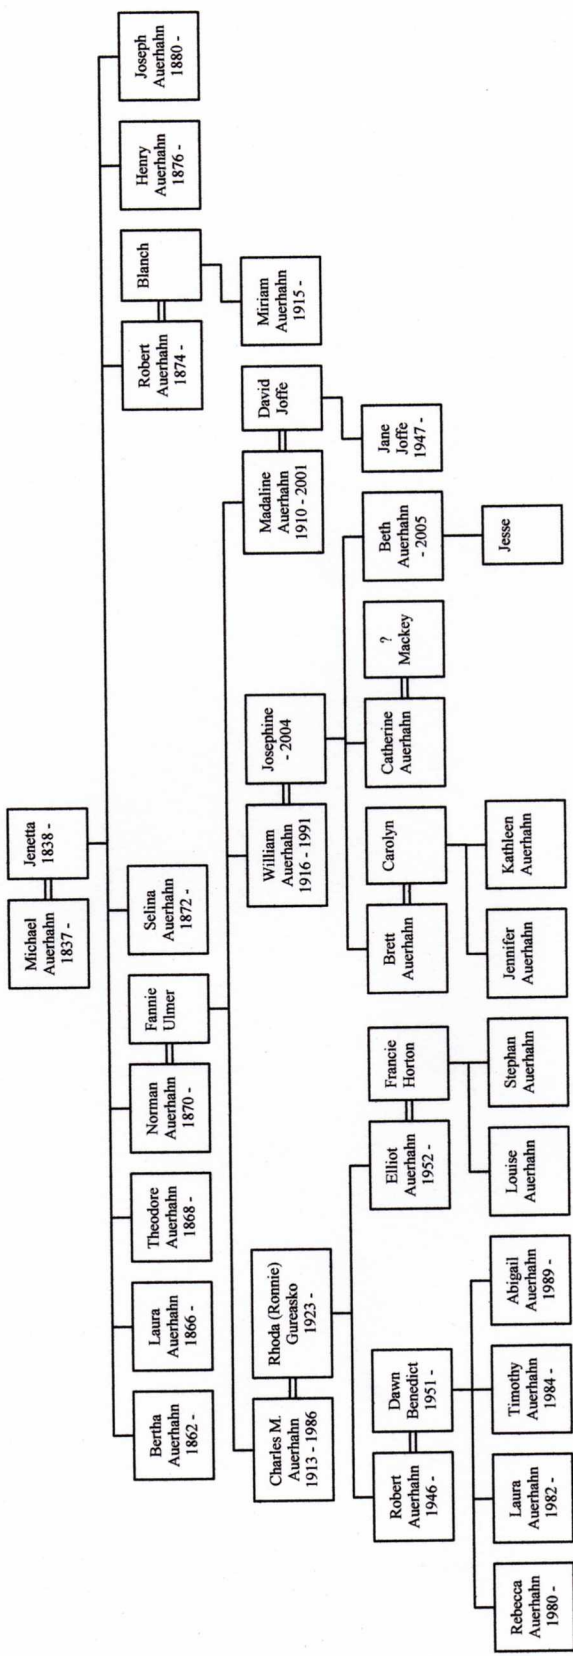 Michael
Auerhahn
1837 -
Jenetta
1838 -
Bertha
Auerhahn
1862 -
Laura
Auerhahn
1866 -
Theodore
Auerhahn
1868 -
Norman
Auerhahn
1870 -
Fannie
Ulmer
Selina
Auerhahn
1872 -
Robert
Auerhahn
1874 -
Blanch
Henry
Auerhahn
1876 -
Joseph
Auerhahn
1880 -
Charles M.
Auerhahn
1913 - 1986
Rhoda (Ronnie)
Gureasko
1923 -
William
Auerhahn
1916 - 1991
Josephine
- 2004
Madaline
Auerhahn
1910 - 2001
David
Joffe
Miriam
Auerhahn
1915 -
Robert
Auerhahn
1946 -
Dawn
Benedict
1951 -
Elliot
Auerhahn
1952 -
Francie
Horton
Brett
Auerhahn
Carolyn
Catherine
Auerhahn
?
Mackey
Beth
Auerhahn
- 2005
Jane
Joffe
1947 -
Rebecca
Auerhahn
1980 -
Laura
Auerhahn
1982 -
Timothy
Auerhahn
1984 -
Abigail
Auerhahn
1989 -
Louise
Auerhahn
Stephan
Auerhahn
Jennifer
Auerhahn
Kathleen
Auerhahn
Jesse